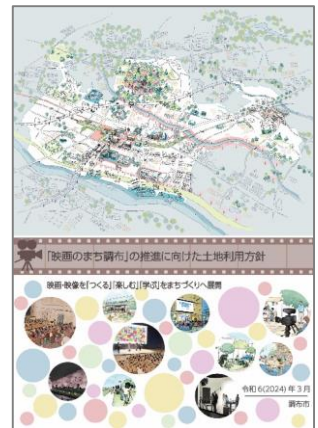 「映画のまち調布」の推進に向けた土地利用方針
映画・映像を「つくる」「楽しむ」「学ぶ」をまちづくりへ展開
令和6(2024)年3月
調布市